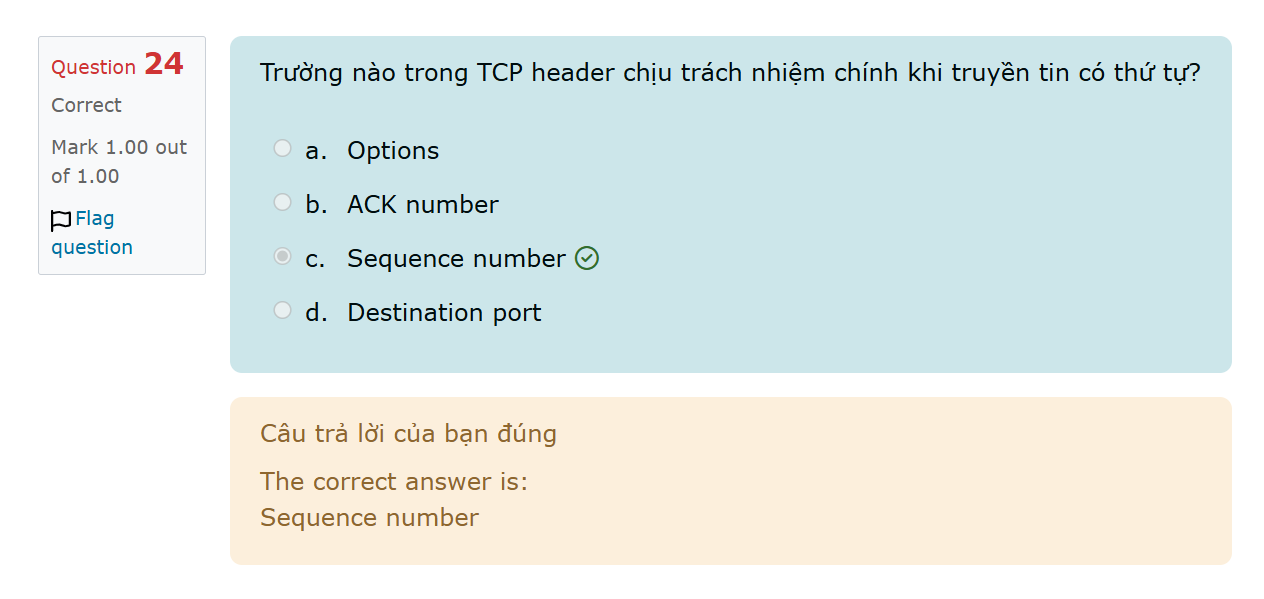 Question 24
Correct
Mark 1.00 out
of 1.00
Flag
question
Trường nào trong TCP header chịu trách nhiệm chính khi truyền tin có thứ tự?
a. Options
b. ACK number
c. Sequence number
d. Destination port
Câu trả lời của bạn đúng
The correct answer is:
Sequence number